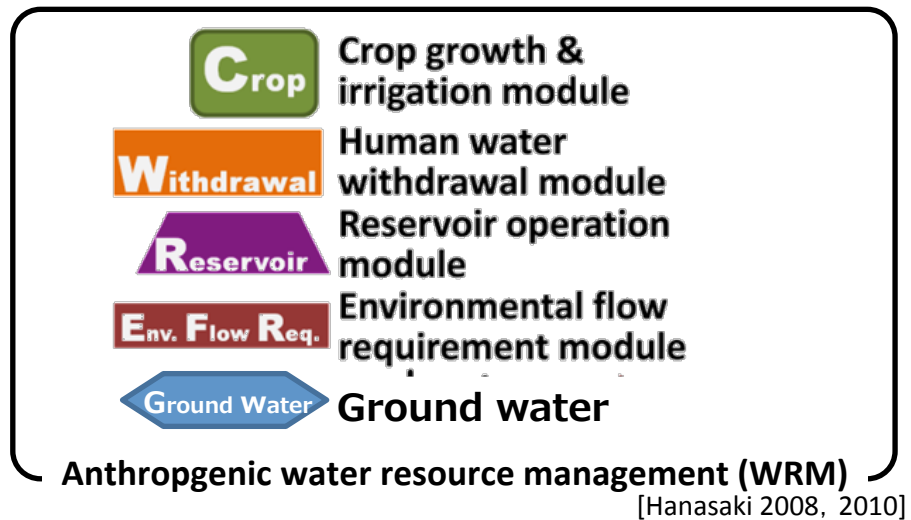 Crop
Crop growth &
irrigation module
Withdrawal
Human water
withdrawal module
Reservoir
Reservoir operation
module
Env. Flow Req.
Environmental flow
requirement module
Ground Water
Ground water
Anthropgenic water resource management (WRM)
[Hanasaki 2008, 2010]